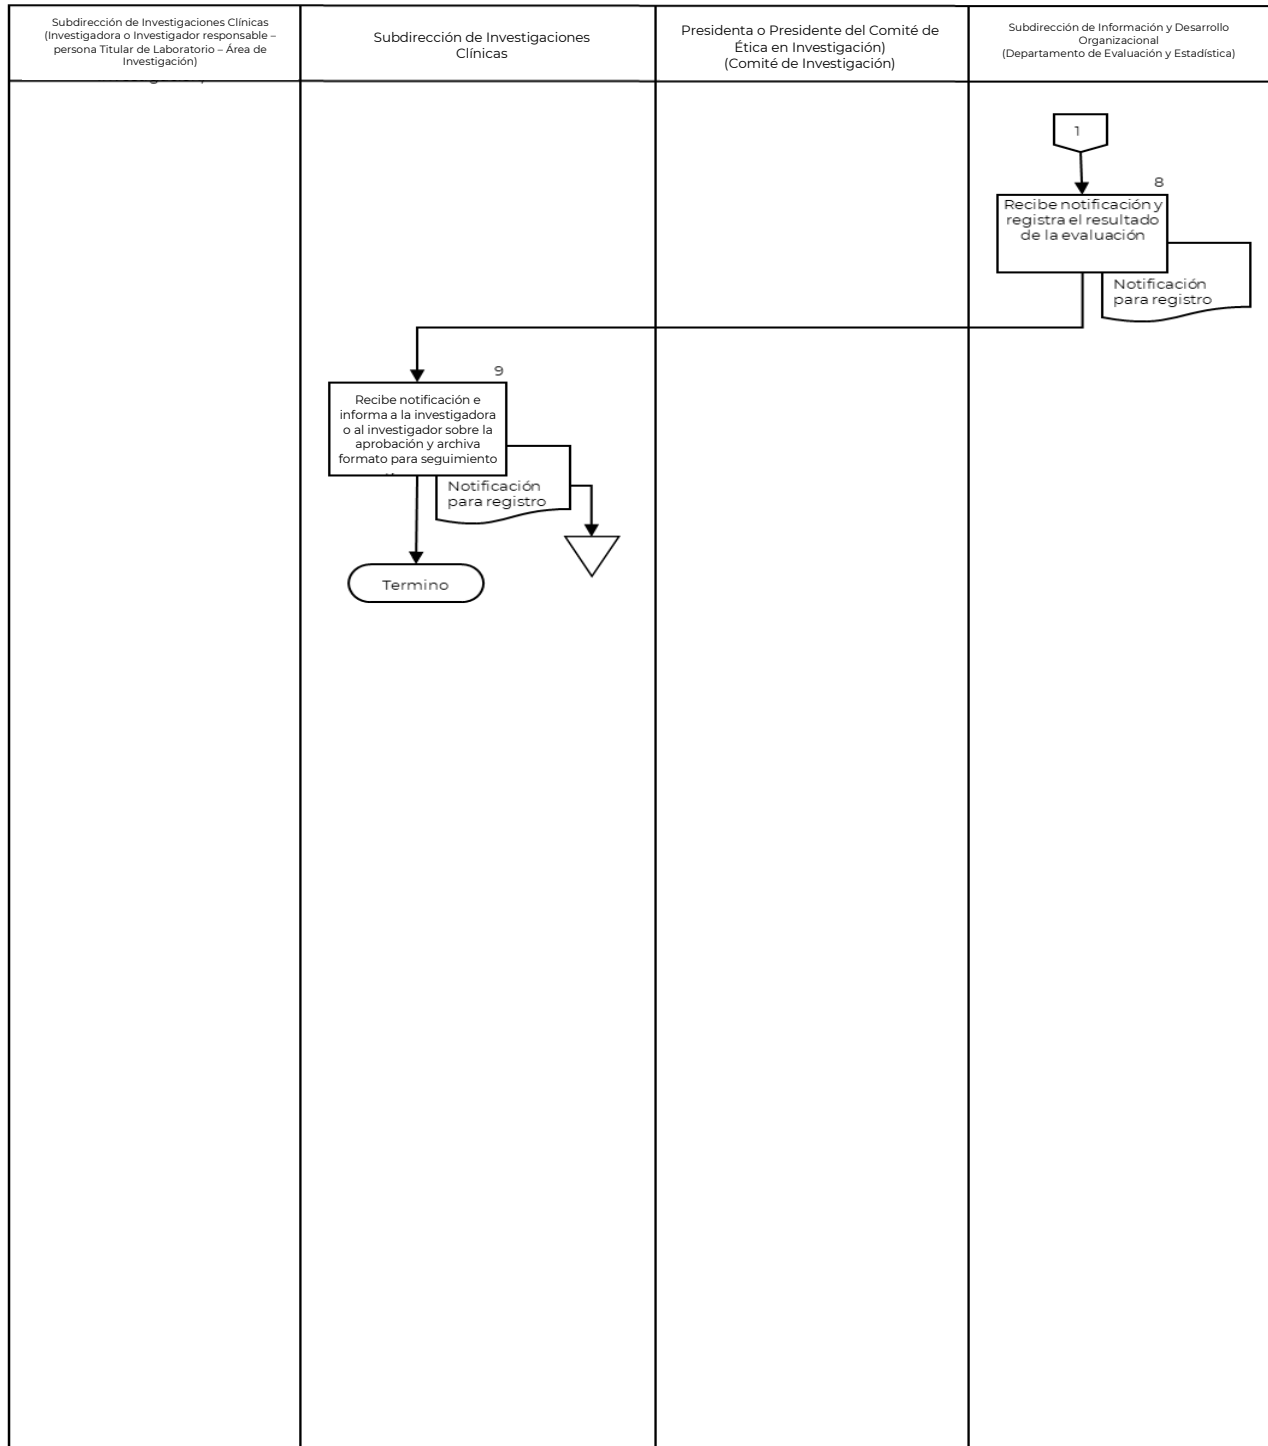 Subdirección de Investigaciones Clínicas
(Investigadora o Investigador responsable –
persona Titular de Laboratorio – Área de
Investigación)
Subdirección de Investigaciones
Clínicas
Presidenta o Presidente del Comité de
Ética en Investigación)
(Comité de Investigación)
Subdirección de Información y Desarrollo
Organizacional
(Departamento de Evaluación y Estadística)
1
8
Recibe notificación y
registra el resultado
de la evaluación
Notificación
para registro
9
Recibe notificación e
informa a la investigadora
o al investigador sobre la
aprobación y archiva
formato para seguimiento
Notificación
para registro
Termino